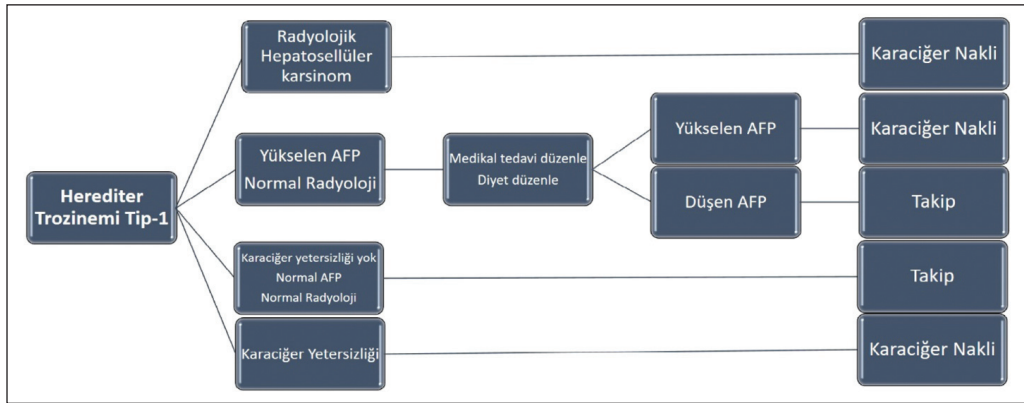 Radyolojik
Hepatosellüler
karsinom
Karaciğer Nakli
Yükselen AFP
Karaciğer Nakli
Yükselen AFP
Normal Radyoloji
Medikal tedavi düzenle
Diyet düzenle
Herediter
Trozinemi Tip-1
Düşen AFP
Takip
Karaciğer yetersizliği yok
Normal AFP
Normal Radyoloji
Takip
Karaciğer Yetersizliği
Karaciğer Nakli